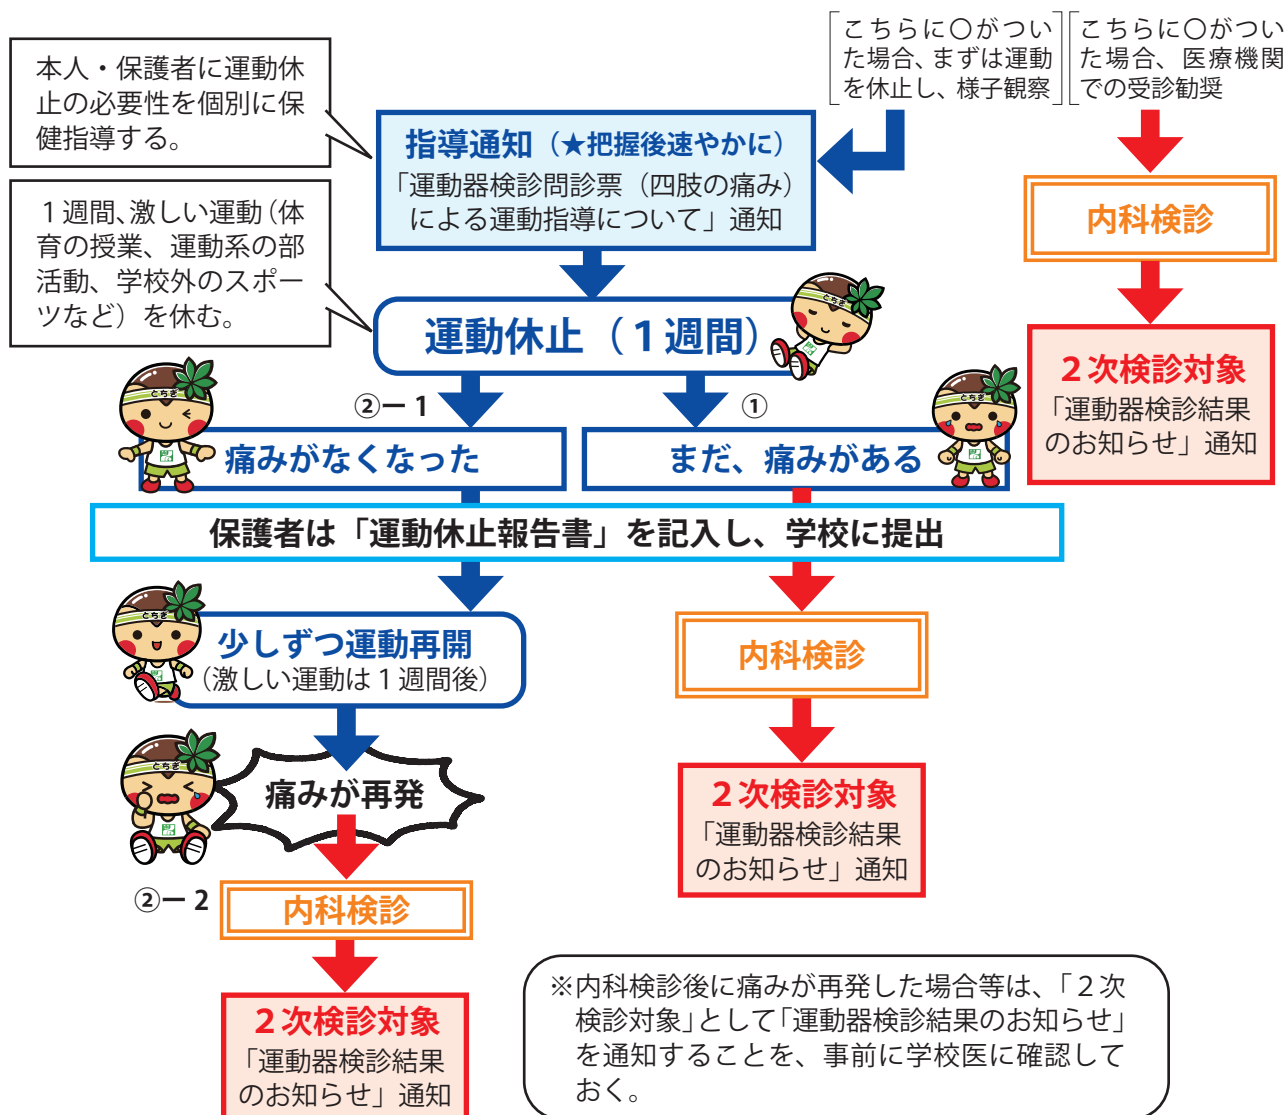 こちらに〇がつい
た場合、まずは運動
を休止し、様子観察
こちらに〇がつい
た場合、医療機関
での受診勧奨
本人・保護者に運動休
止の必要性を個別に保
健指導する。
指導通知（★把握後速やかに）
「運動器検診問診票（四肢の痛み）
による運動指導について」通知
１週間、激しい運動（体
育の授業、運動系の部
活動、学校外のスポー
ツなど）を休む。
運動休止（１週間）
とちぎ
内科検診
２次検診対象
「運動器検診結果
のお知らせ」通知
②ー１
①
とちぎ
痛みがなくなった
まだ、痛みがある
とちぎ
保護者は「運動休止報告書」を記入し、学校に提出
とちぎ
少しずつ運動再開
（激しい運動は１週間後）
内科検診
とちぎ
痛みが再発
２次検診対象
「運動器検診結果
のお知らせ」通知
②ー２
内科検診
２次検診対象
「運動器検診結果
のお知らせ」通知
※内科検診後に痛みが再発した場合等は、「２次
検診対象」として「運動器検診結果のお知らせ」
を通知することを、事前に学校医に確認して
おく。